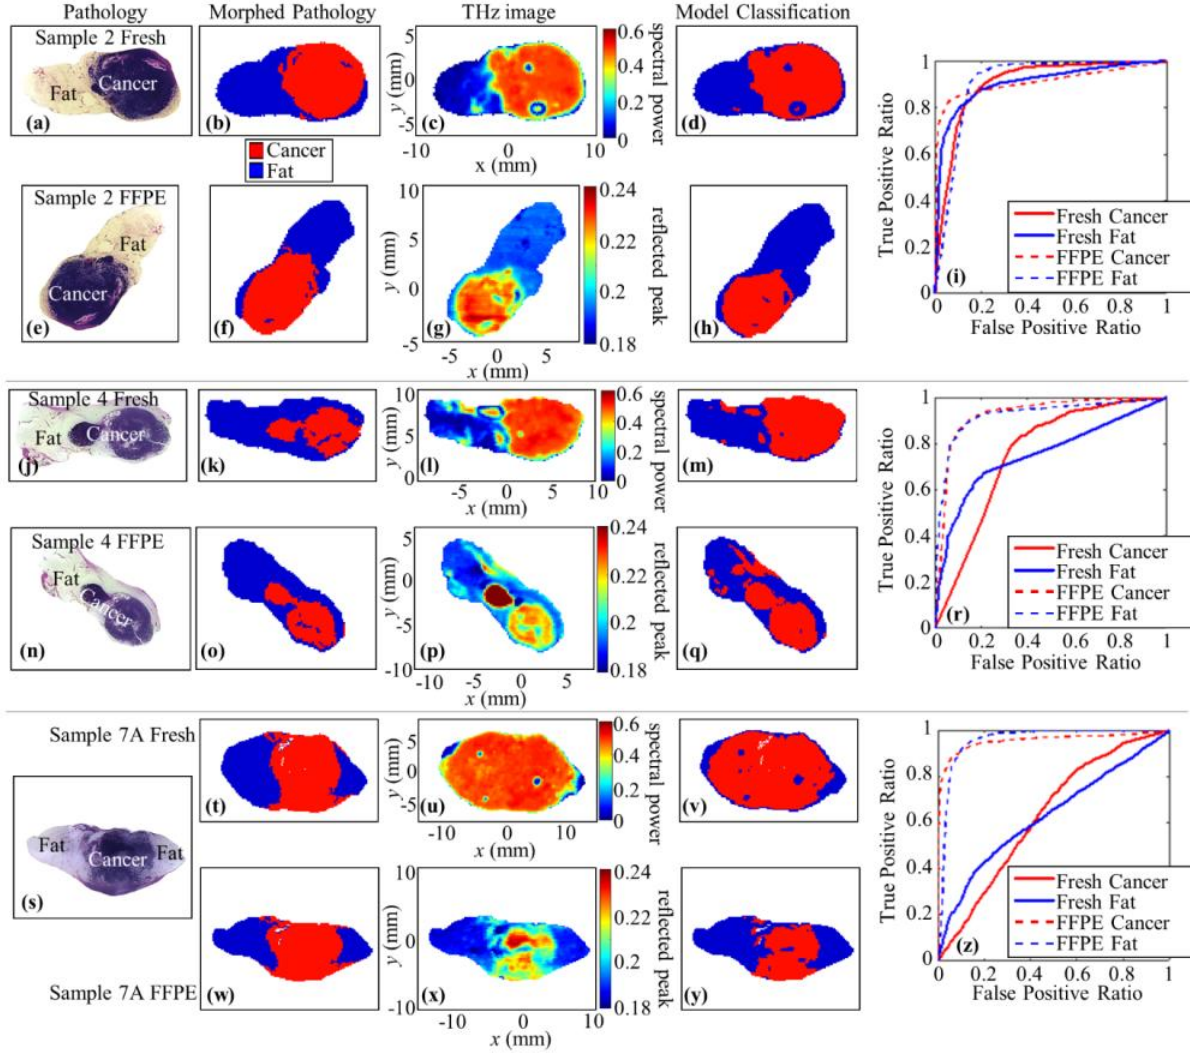 Pathology Morphed Pathology THz image Model Classification
Sample 2 Fresh
Cancer
Fat
(a)
(b)
Cancer
Fat
5
0
-5
y (mm)
-10 0 10
x (mm)
(c)
0.6
0.4
0.2
0
spectral power
(d)
Sample 2 FFPE
Fat
Cancer
(e)
(f)
10
5
0
-5
y (mm)
-5 0 5
x (mm)
(g)
0.24
0.22
0.2
0.18
reflected peak
(h)
True Positive Ratio
1
0.8
0.6
0.4
0.2
0
0 0.2 0.4 0.6 0.8 1
False Positive Ratio
Fresh Cancer
Fresh Fat
FFPE Cancer
FFPE Fat
(i)
Sample 4 Fresh
Fat
Cancer
(j)
(k)
10
5
0
y (mm)
-5 0 5 10
x (mm)
(l)
0.6
0.4
0.2
0
spectral power
(m)
Sample 4 FFPE
Fat
Cancer
(n)
(o)
5
0
-5
-10
y (mm)
-10 -5 0 5
x (mm)
(p)
0.24
0.22
0.2
0.18
reflected peak
(q)
True Positive Ratio
1
0.8
0.6
0.4
0.2
0
0 0.2 0.4 0.6 0.8 1
False Positive Ratio
Fresh Cancer
Fresh Fat
FFPE Cancer
FFPE Fat
(r)
Sample 7A Fresh
Fat
Cancer
Fat
(s)
Sample 7A FFPE
(t)
5
0
-5
y (mm)
-10 0 10
x (mm)
(u)
0.6
0.4
0.2
0
spectral power
(v)
(w)
10
0
-10
y (mm)
-10 0 10
x (mm)
(x)
0.24
0.22
0.2
0.18
reflected peak
(y)
True Positive Ratio
1
0.8
0.6
0.4
0.2
0
0 0.2 0.4 0.6 0.8 1
False Positive Ratio
Fresh Cancer
Fresh Fat
FFPE Cancer
FFPE Fat
(z)